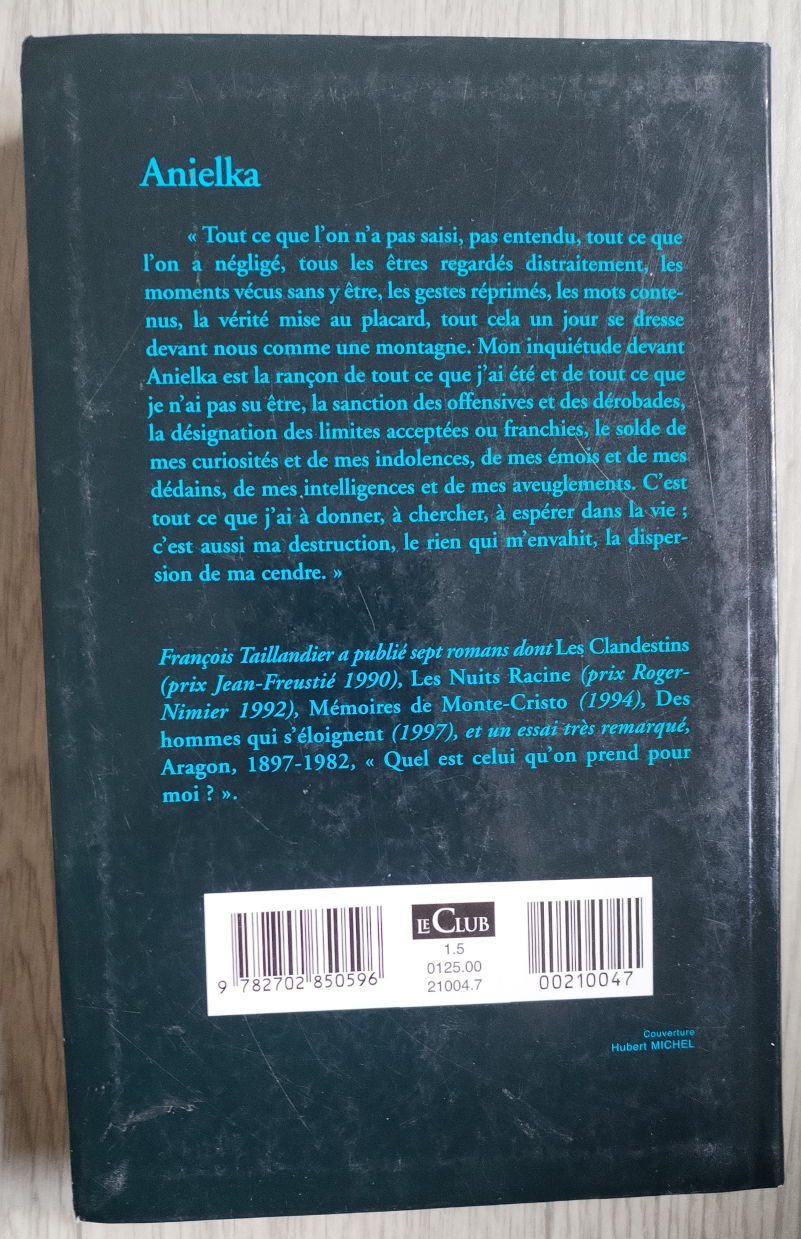 Anielka
« Tout ce que l'on n'a pas saisi, pas entendu, tout ce que
l'on a négligé, tous les êtres regardés distraitement, les
moments vécus sans y être, les gestes réprimés, les mots conte-
nus, la vérité mise au placard, tout cela un jour se dresse
devant nous comme une montagne. Mon inquiétude devant
Anielka est la rançon de tout ce que j'ai été et de tout ce que
je n'ai pas su être, la sanction des offensives et des dérobades,
la désignation des limites acceptées ou franchies, le solde de
mes curiosités et de mes indolences, de mes émois et de mes
dédains, de mes intelligences et de mes aveuglements. C'est
tout ce que j'ai à donner, à chercher, à espérer dans la vie ;
c'est aussi ma destruction, le rien qui m'envahit, la disper-
sion de ma cendre. »
François Taillandier a publié sept romans dont Les Clandestins
(prix Jean-Freustié 1990), Les Nuits Racine (prix Roger-
Nimier 1992), Mémoires de Monte-Cristo (1994), Des
hommes qui s'éloignent (1997), et un essai très remarqué,
Aragon, 1897-1982, « Quel est celui qu'on prend pour
moi ? ».
LE CLUB
1.5
0125.00
21004.7
9 782702 850596
00210047
Couverture
Hubert MICHEL